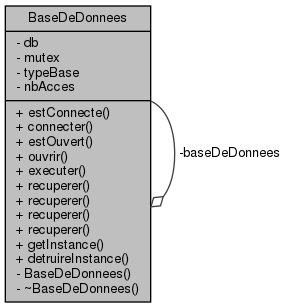 BaseDeDonnees
- db
- mutex
- typeBase
- nbAcces
+ estConnecte()
+ connecter()
+ estOuvert()
+ ouvrir()
+ executer()
+ recuperer()
+ recuperer()
+ recuperer()
+ recuperer()
+ getInstance()
+ detruireInstance()
- BaseDeDonnees()
- ~BaseDeDonnees()
-baseDeDonnees